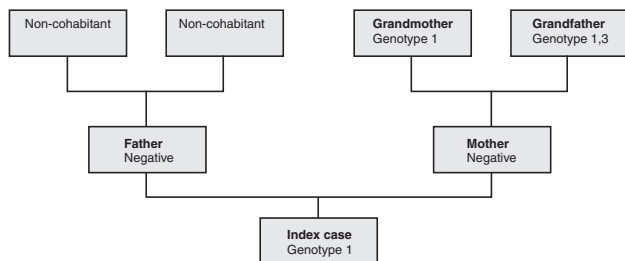 Non-cohabitant
Non-cohabitant
Grandmother
Genotype 1
Grandfather
Genotype 1,3
Father
Negative
Mother
Negative
Index case
Genotype 1